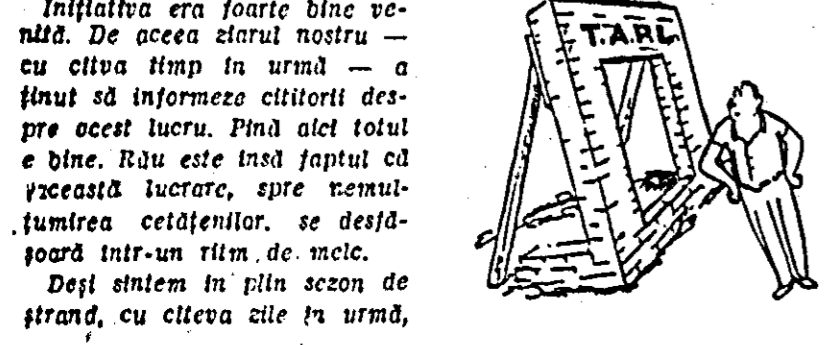 Inițiativa era foarte bine ve-
nită. De aceea ziarul nostru —
cu cîtva timp în urmă — a
ținut să informeze cititorii des-
pre acest lucru. Pînă aici totul
e bine. Rău este însă faptul că
această lucrare, spre nemul-
țumirea cetățenilor, se desfă-
șoară într-un ritm de melc.
Deși sîntem în plin sezon de
ștrand, cu cîteva zile în urmă,
T.A.P.L.